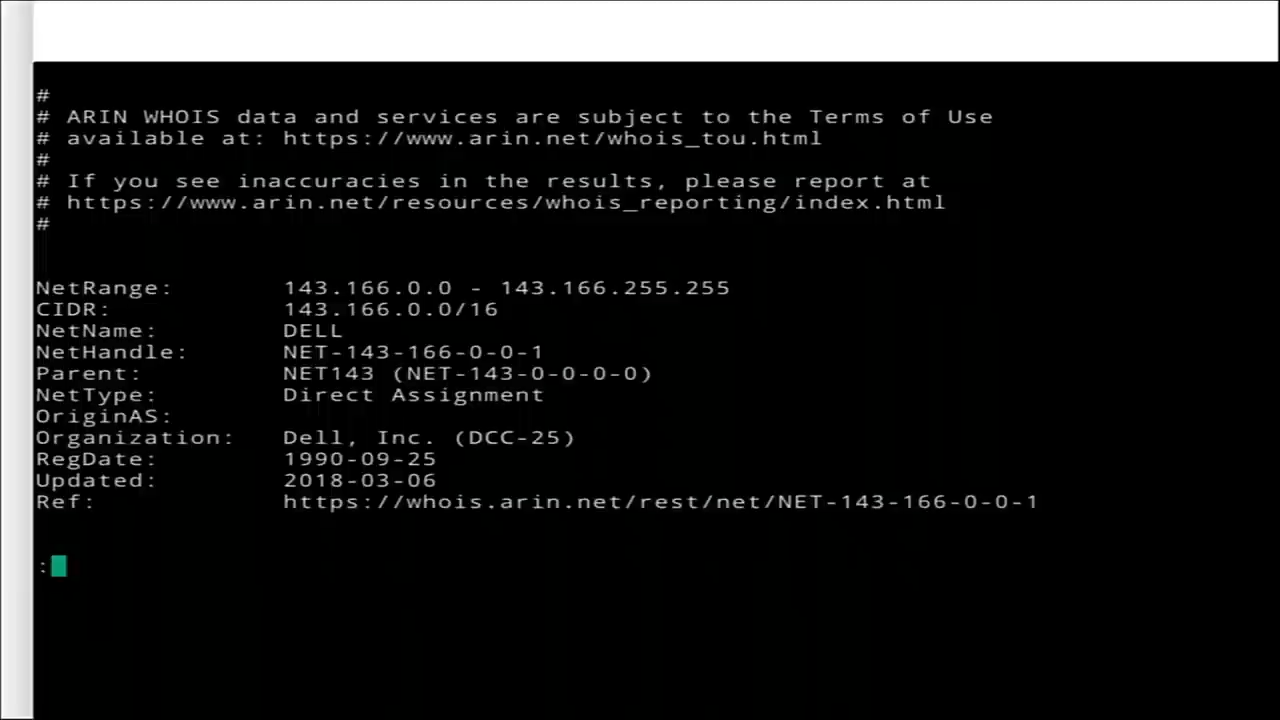 #
# ARIN WHOIS data and services are subject to the Terms of Use
# available at: https://www.arin.net/whois_tou.html
#
# If you see inaccuracies in the results, please report at
# https://www.arin.net/resources/whois_reporting/index.html
#
NetRange: 143.166.0.0 - 143.166.255.255
CIDR: 143.166.0.0/16
NetName: DELL
NetHandle: NET-143-166-0-0-1
Parent: NET143 (NET-143-0-0-0-0)
NetType: Direct Assignment
OriginAS:
Organization: Dell, Inc. (DCC-25)
RegDate: 1990-09-25
Updated: 2018-03-06
Ref: https://whois.arin.net/rest/net/NET-143-166-0-0-1
: